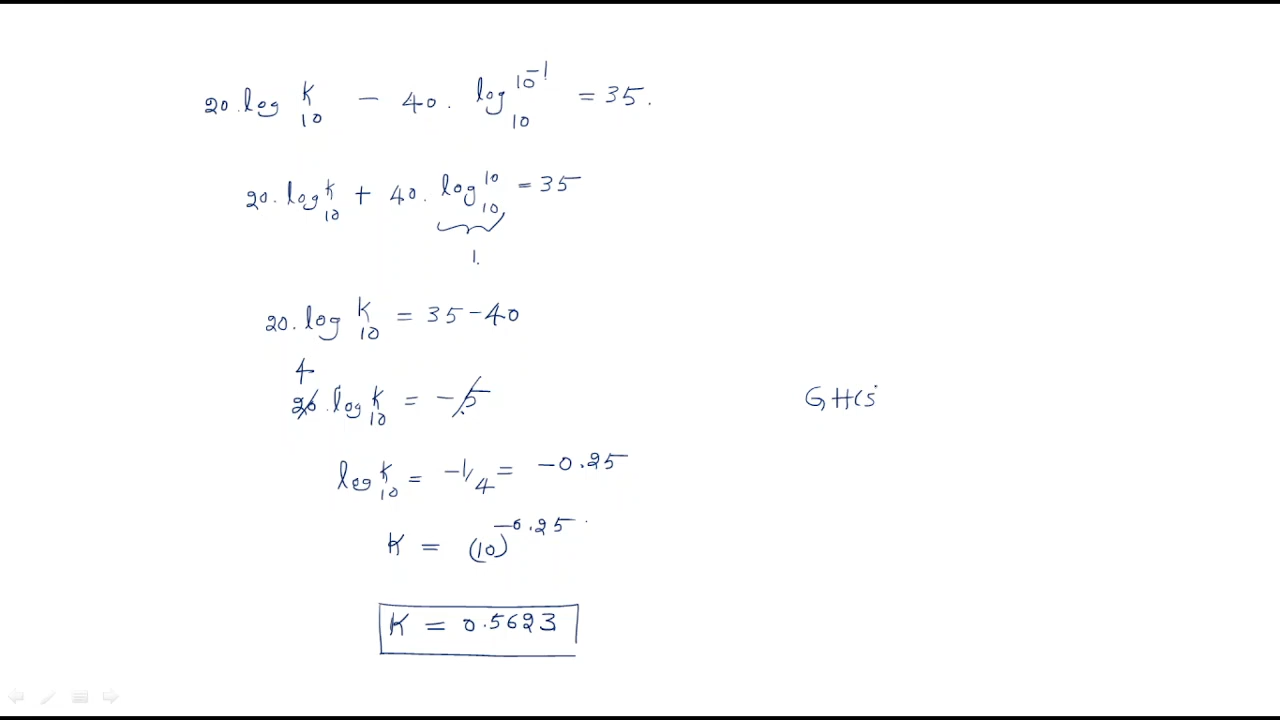 20.log₁₀ K - 40. log₁₀ 10⁻¹ = 35.
20.log₁₀ K + 40. log₁₀ 10 = 35
1.
20. log₁₀ K = 35-40
4
20.log₁₀ K = -5
GH(s
log₁₀ K = -1/4 = -0.25
K = (10)⁻⁰·²⁵
K = 0.5623